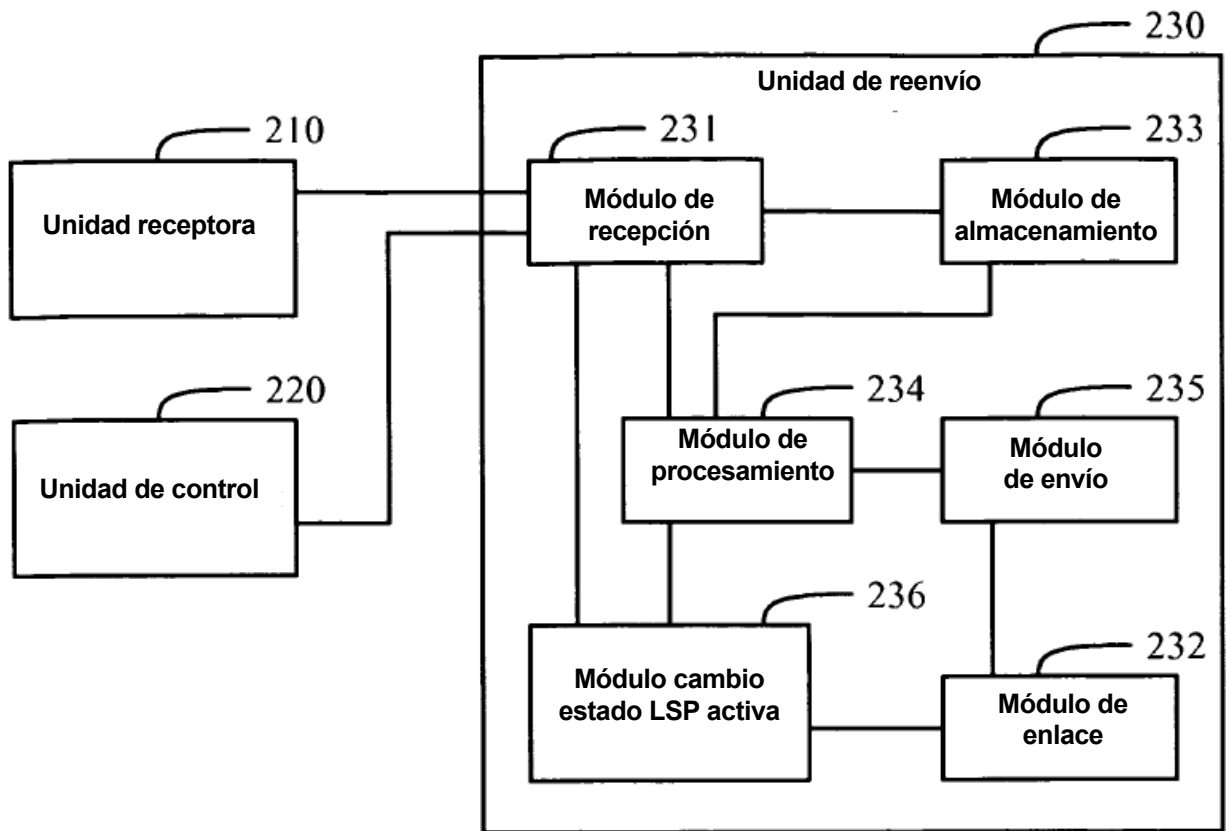 230
Unidad de reenvío
210
231
233
Unidad receptora
Módulo de
recepción
Módulo de
almacenamiento
220
234
235
Unidad de control
Módulo de
procesamiento
Módulo
de envío
236
232
Módulo cambio
estado LSP activa
Módulo de
enlace